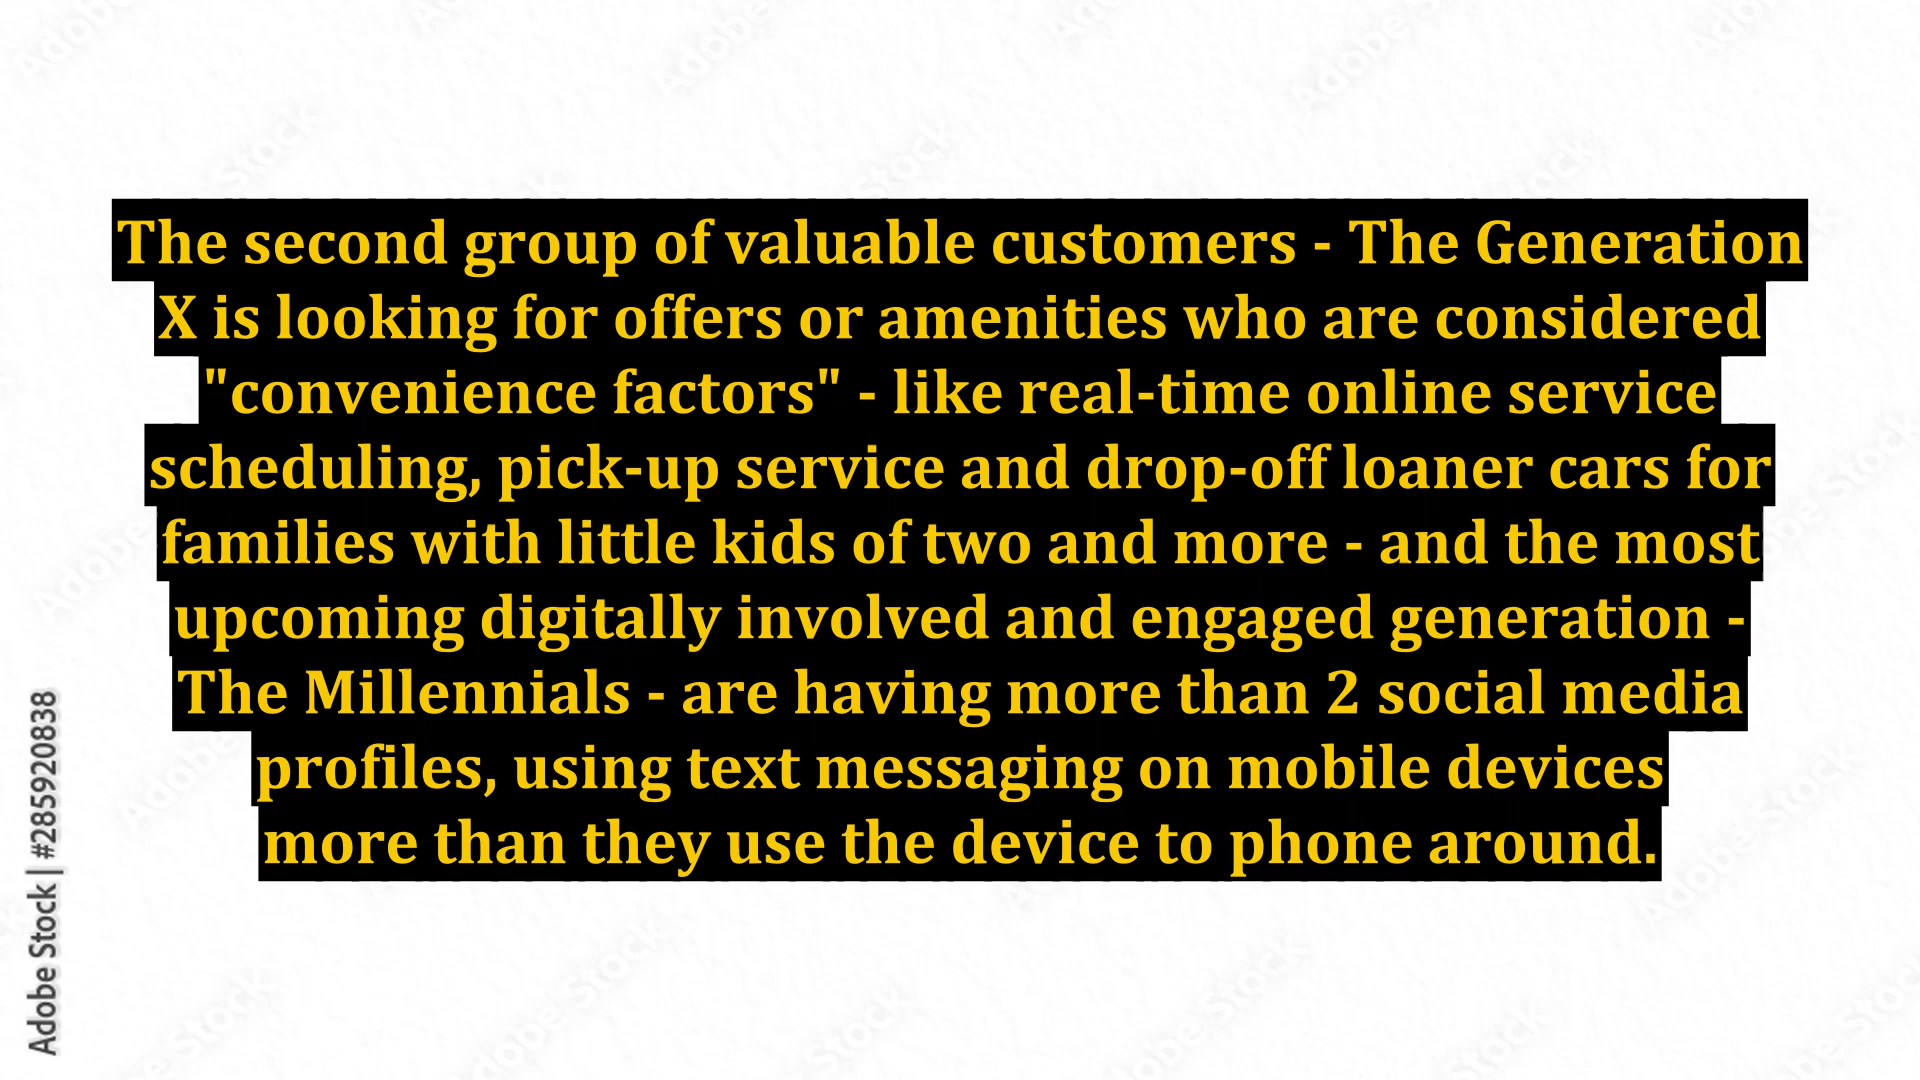 The second group of valuable customers - The Generation
X is looking for offers or amenities who are considered
"convenience factors" - like real-time online service
scheduling, pick-up service and drop-off loaner cars for
families with little kids of two and more - and the most
upcoming digitally involved and engaged generation -
The Millennials - are having more than 2 social media
profiles, using text messaging on mobile devices
more than they use the device to phone around.
Adobe Stock | #285920838